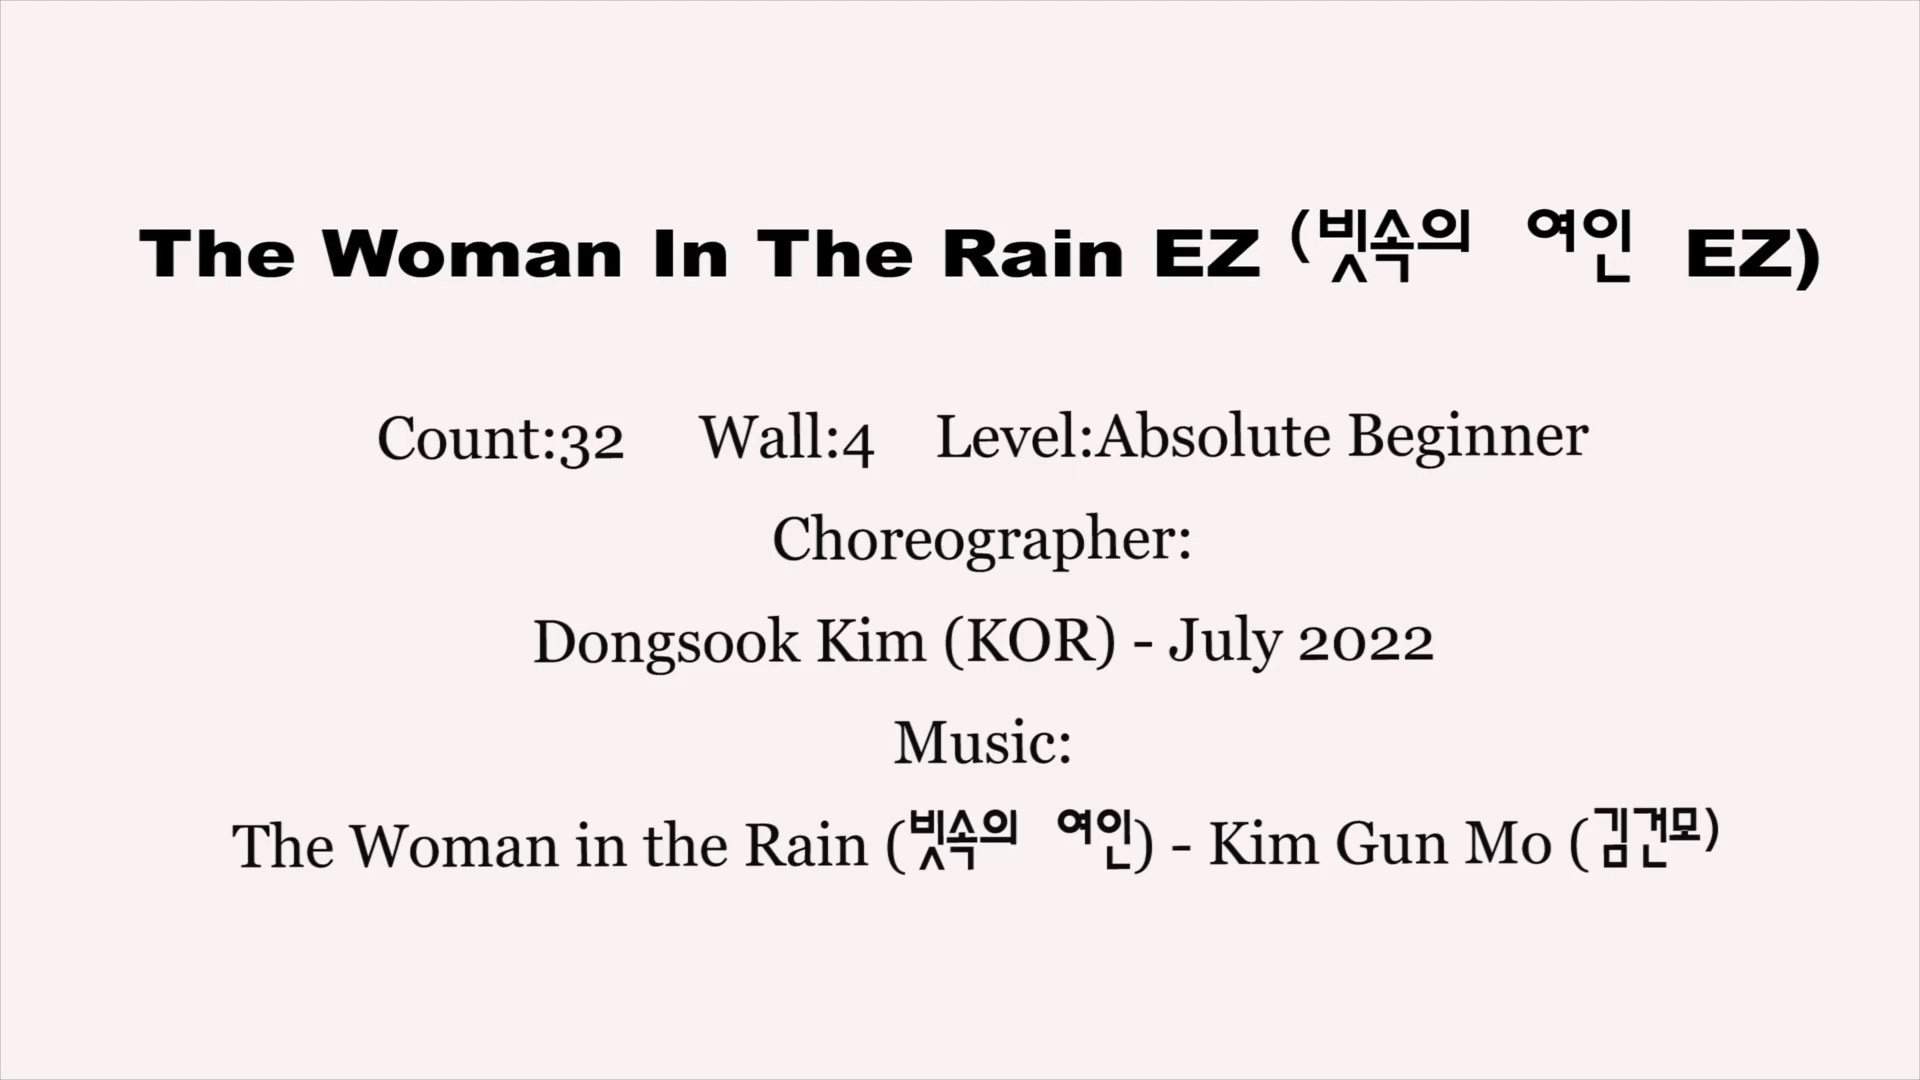 The Woman In The Rain EZ (빗속의 여인 EZ)
Count:32 Wall:4 Level:Absolute Beginner
Choreographer:
Dongsook Kim (KOR) - July 2022
Music:
The Woman in the Rain (빗속의 여인) - Kim Gun Mo (김건모)